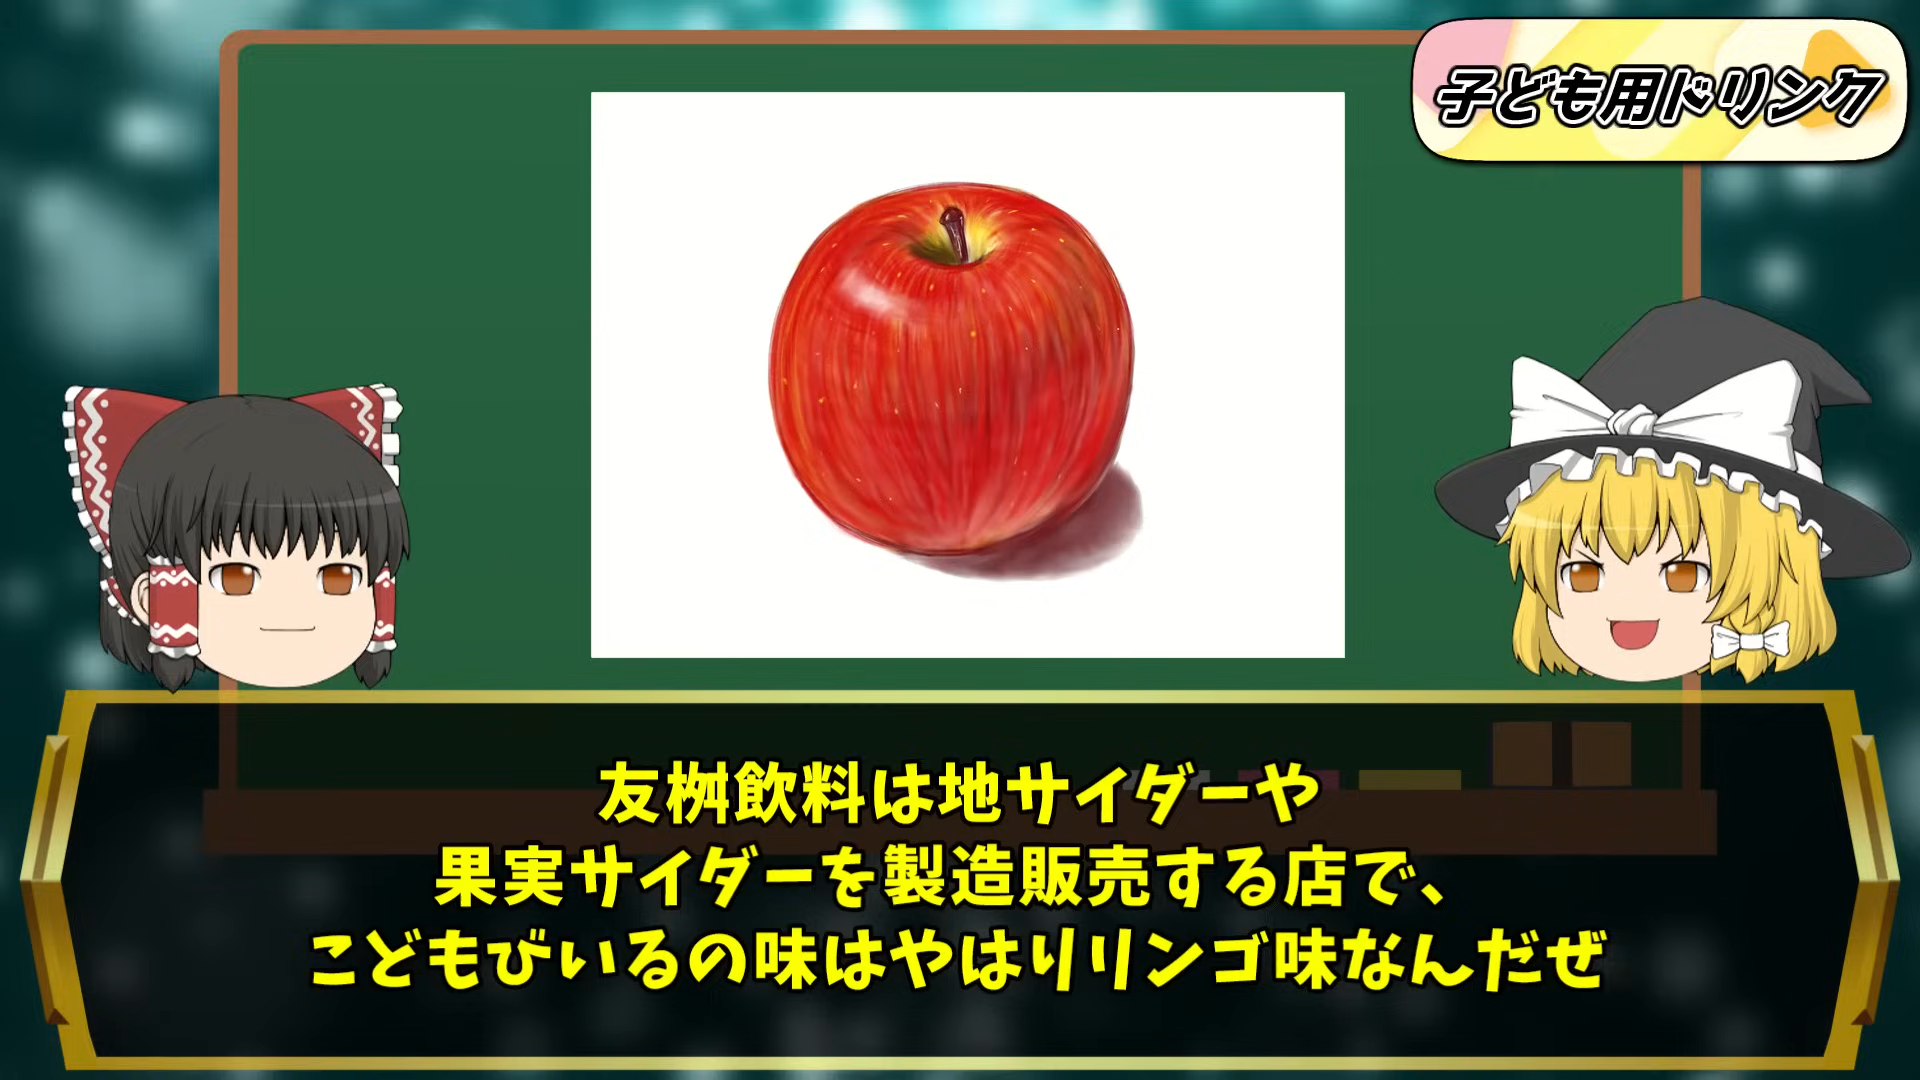 子ども用ドリンク
友桝飲料は地サイダーや
果実サイダーを製造販売する店で、
こどもびいるの味はやはりリンゴ味なんだぜ